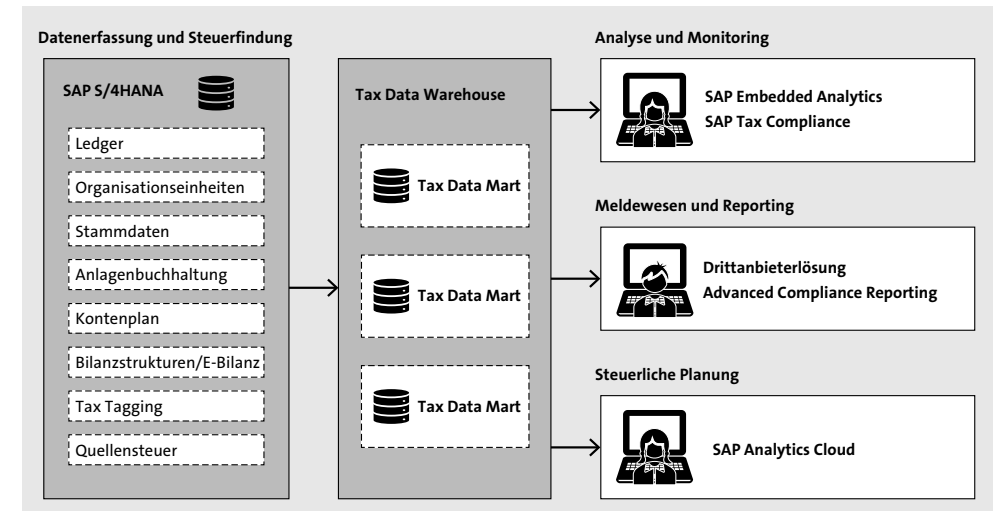 Datenerfassung und Steuerfindung
SAP S/4HANA
Ledger
Organisationseinheiten
Stammdaten
Anlagenbuchhaltung
Kontenplan
Bilanzstrukturen/E-Bilanz
Tax Tagging
Quellensteuer
Tax Data Warehouse
Tax Data Mart
Tax Data Mart
Tax Data Mart
Analyse und Monitoring
SAP Embedded Analytics
SAP Tax Compliance
Meldewesen und Reporting
Drittanbieterlösung
Advanced Compliance Reporting
Steuerliche Planung
SAP Analytics Cloud